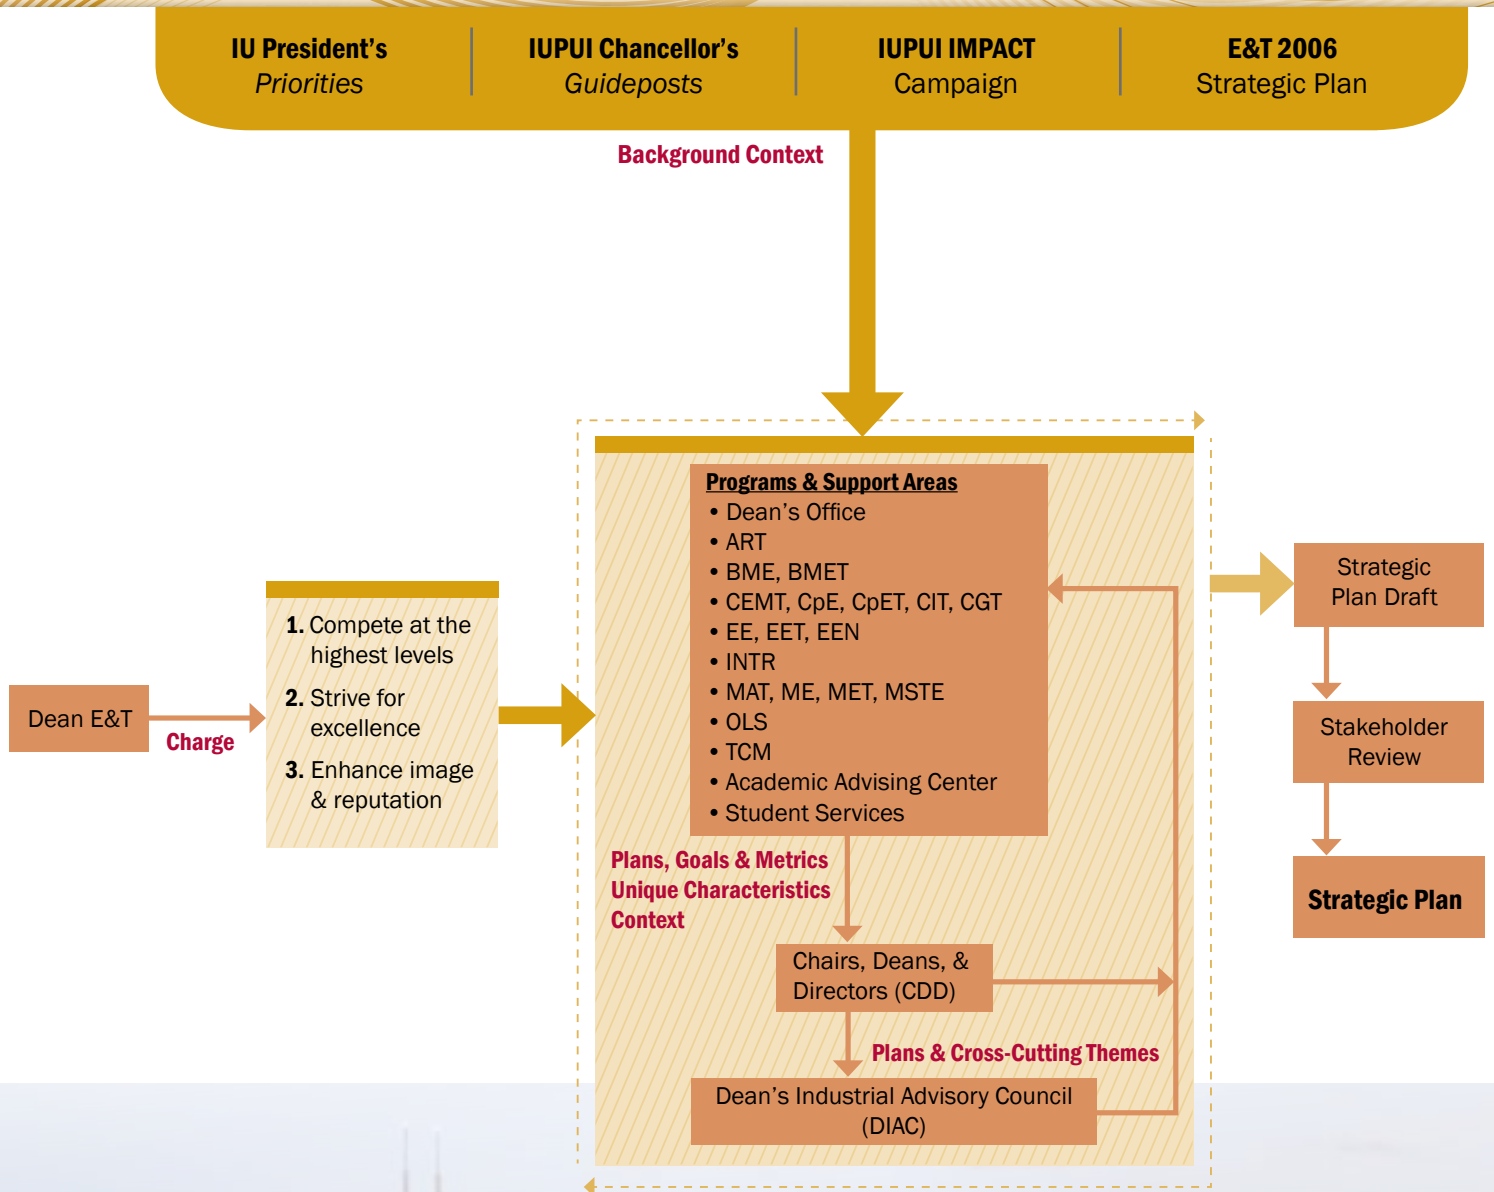 IU President's
Priorities
IUPUI Chancellor's
Guideposts
IUPUI IMPACT
Campaign
E&T 2006
Strategic Plan
Background Context
Dean E&T
Charge
1. Compete at the
highest levels
2. Strive for
excellence
3. Enhance image
& reputation
Programs & Support Areas
• Dean's Office
• ART
• BME, BMET
• CEMT, CpE, CpET, CIT, CGT
• EE, EET, EEN
• INTR
• MAT, ME, MET, MSTE
• OLS
• TCM
• Academic Advising Center
• Student Services
Plans, Goals & Metrics
Unique Characteristics
Context
Chairs, Deans, &
Directors (CDD)
Plans & Cross-Cutting Themes
Dean's Industrial Advisory Council
(DIAC)
Strategic
Plan Draft
Stakeholder
Review
Strategic Plan